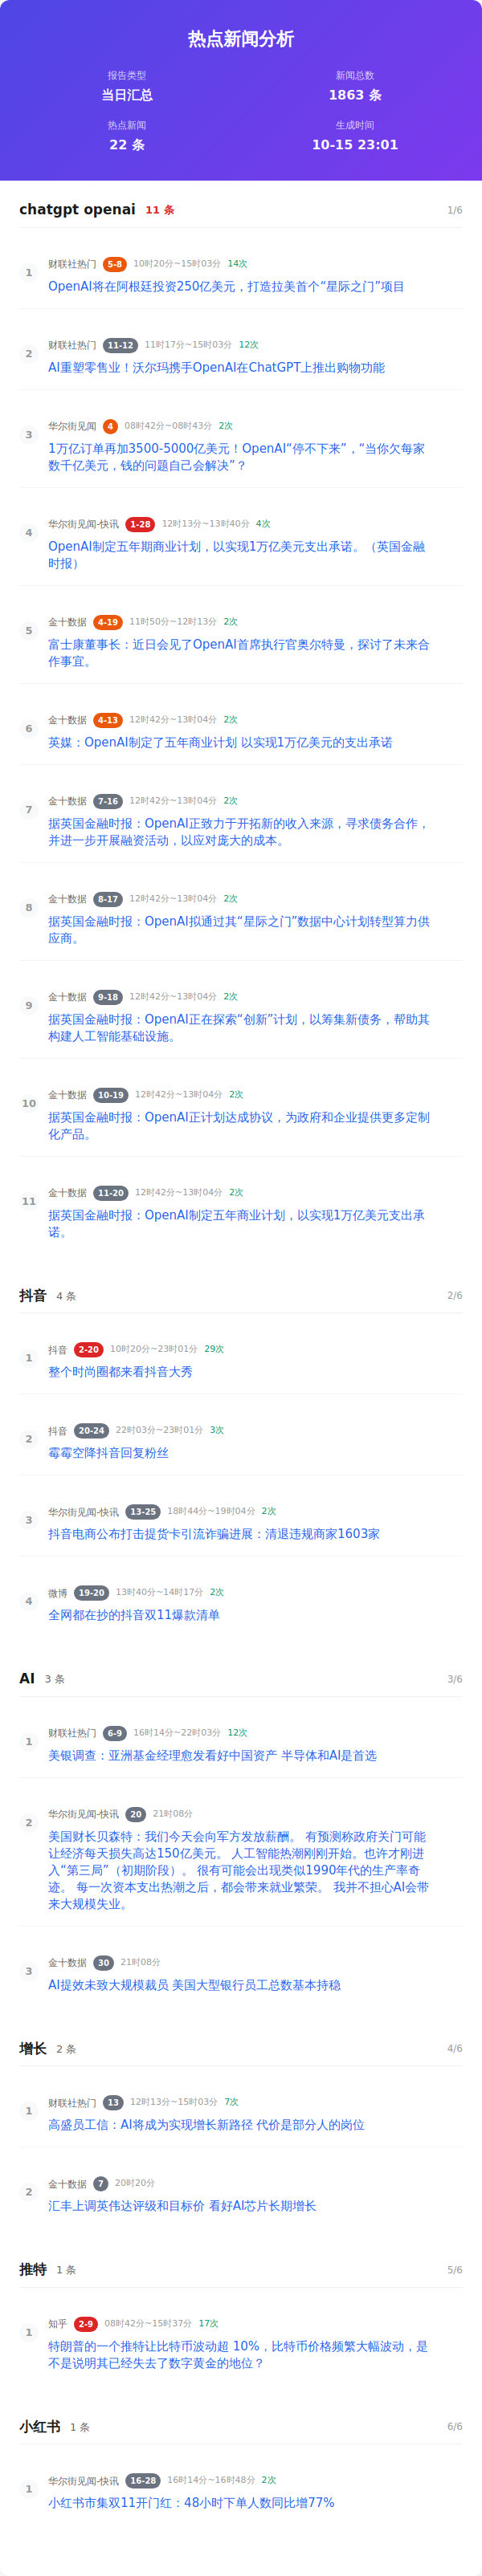 热点新闻分析
报告类型
新闻总数
当日汇总
1863 条
热点新闻
生成时间
22 条
10-15 23:01
chatgpt openai 11 条 1/6
1
财联社热门 5-8 10时20分~15时03分 14次
OpenAI将在阿根廷投资250亿美元，打造拉美首个“星际之门”项目
2
财联社热门 11-12 11时17分~15时03分 12次
AI重塑零售业！沃尔玛携手OpenAI在ChatGPT上推出购物功能
3
华尔街见闻 4 08时42分~08时43分 2次
1万亿订单再加3500-5000亿美元！OpenAI“停不下来”，“当你欠每家
数千亿美元，钱的问题自己会解决”？
4
华尔街见闻-快讯 1-28 12时13分~13时40分 4次
OpenAI制定五年期商业计划，以实现1万亿美元支出承诺。（英国金融
时报）
5
金十数据 4-19 11时50分~12时13分 2次
富士康董事长：近日会见了OpenAI首席执行官奥尔特曼，探讨了未来合
作事宜。
6
金十数据 4-13 12时42分~13时04分 2次
英媒：OpenAI制定了五年商业计划 以实现1万亿美元的支出承诺
7
金十数据 7-16 12时42分~13时04分 2次
据英国金融时报：OpenAI正致力于开拓新的收入来源，寻求债务合作，
并进一步开展融资活动，以应对庞大的成本。
8
金十数据 8-17 12时42分~13时04分 2次
据英国金融时报：OpenAI拟通过其“星际之门”数据中心计划转型算力供
应商。
9
金十数据 9-18 12时42分~13时04分 2次
据英国金融时报：OpenAI正在探索“创新”计划，以筹集新债务，帮助其
构建人工智能基础设施。
10
金十数据 10-19 12时42分~13时04分 2次
据英国金融时报：OpenAI正计划达成协议，为政府和企业提供更多定制
化产品。
11
金十数据 11-20 12时42分~13时04分 2次
据英国金融时报：OpenAI制定五年商业计划，以实现1万亿美元支出承
诺。
抖音 4 条 2/6
1
抖音 2-20 10时20分~23时01分 29次
整个时尚圈都来看抖音大秀
2
抖音 20-24 22时03分~23时01分 3次
霉霉空降抖音回复粉丝
3
华尔街见闻-快讯 13-25 18时44分~19时04分 2次
抖音电商公布打击提货卡引流诈骗进展：清退违规商家1603家
4
微博 19-20 13时40分~14时17分 2次
全网都在抄的抖音双11爆款清单
AI 3 条 3/6
1
财联社热门 6-9 16时14分~22时03分 12次
美银调查：亚洲基金经理愈发看好中国资产 半导体和AI是首选
2
华尔街见闻-快讯 20 21时08分
美国财长贝森特：我们今天会向军方发放薪酬。 有预测称政府关门可能
让经济每天损失高达150亿美元。 人工智能热潮刚刚开始。也许才刚进
入“第三局”（初期阶段）。 很有可能会出现类似1990年代的生产率奇
迹。 每一次资本支出热潮之后，都会带来就业繁荣。 我并不担心AI会带
来大规模失业。
3
金十数据 30 21时08分
AI提效未致大规模裁员 美国大型银行员工总数基本持稳
增长 2 条 4/6
1
财联社热门 13 12时13分~15时03分 7次
高盛员工信：AI将成为实现增长新路径 代价是部分人的岗位
2
金十数据 7 20时20分
汇丰上调英伟达评级和目标价 看好AI芯片长期增长
推特 1 条 5/6
1
知乎 2-9 08时42分~15时37分 17次
特朗普的一个推特让比特币波动超 10%，比特币价格频繁大幅波动，是
不是说明其已经失去了数字黄金的地位？
小红书 1 条 6/6
1
华尔街见闻-快讯 16-28 16时14分~16时48分 2次
小红书市集双11开门红：48小时下单人数同比增77%